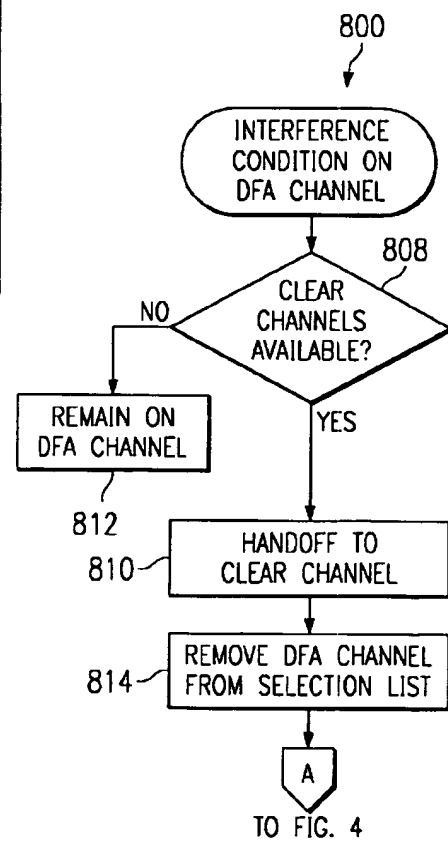 800
INTERFERENCE
CONDITION ON
DFA CHANNEL
808
CLEAR
CHANNELS
AVAILABLE?
NO
YES
REMAIN ON
DFA CHANNEL
812
810
HANDOFF TO
CLEAR CHANNEL
814
REMOVE DFA CHANNEL
FROM SELECTION LIST
A
TO FIG. 4